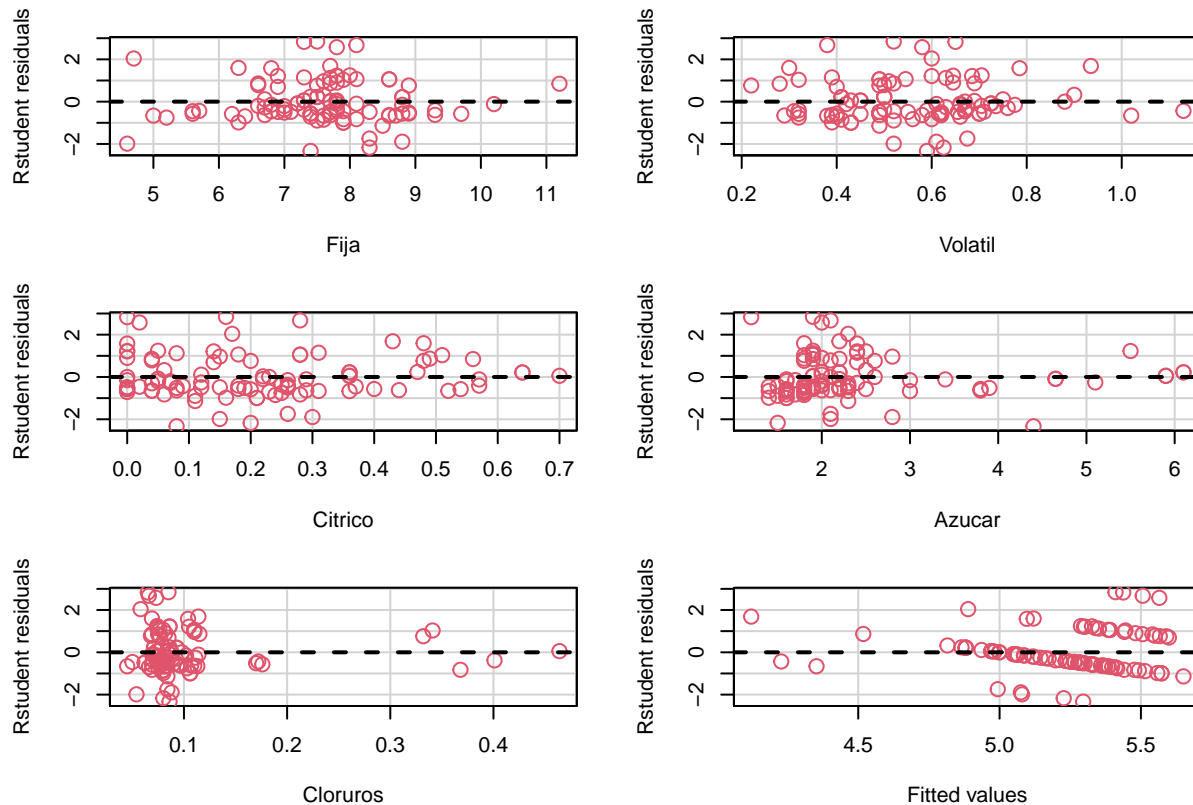 Rstudent residuals
2
0
−2
5 6 7 8 9 10 11
Fija
Rstudent residuals
2
0
−2
0.2 0.4 0.6 0.8 1.0
Volatil
Rstudent residuals
2
0
−2
0.0 0.1 0.2 0.3 0.4 0.5 0.6 0.7
Citrico
Rstudent residuals
2
0
−2
2 3 4 5 6
Azucar
Rstudent residuals
2
0
−2
0.1 0.2 0.3 0.4
Cloruros
Rstudent residuals
2
0
−2
4.5 5.0 5.5
Fitted values